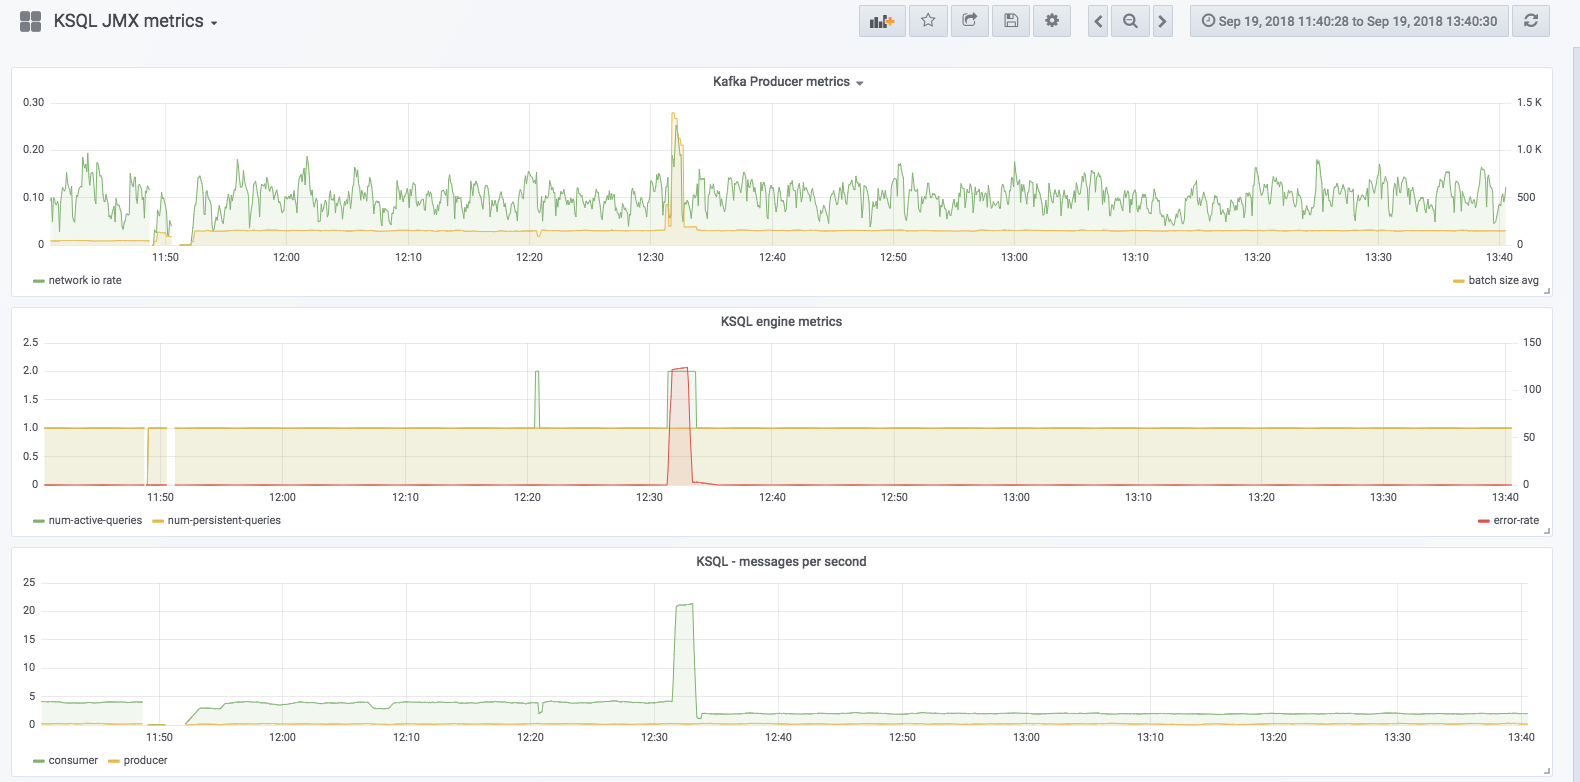 KSQL JMX metrics
Sep 19, 2018 11:40:28 to Sep 19, 2018 13:40:30
Kafka Producer metrics
0.30 1.5 K
0.20 1.0 K
0.10 500
0 0
11:50 12:00 12:10 12:20 12:30 12:40 12:50 13:00 13:10 13:20 13:30 13:40
network io rate batch size avg
KSQL engine metrics
2.5 150
2.0
100
1.5
1.0
50
0.5
0 0
11:50 12:00 12:10 12:20 12:30 12:40 12:50 13:00 13:10 13:20 13:30 13:40
num-active-queries num-persistent-queries error-rate
KSQL - messages per second
25
20
15
10
5
0
11:50 12:00 12:10 12:20 12:30 12:40 12:50 13:00 13:10 13:20 13:30 13:40
consumer producer